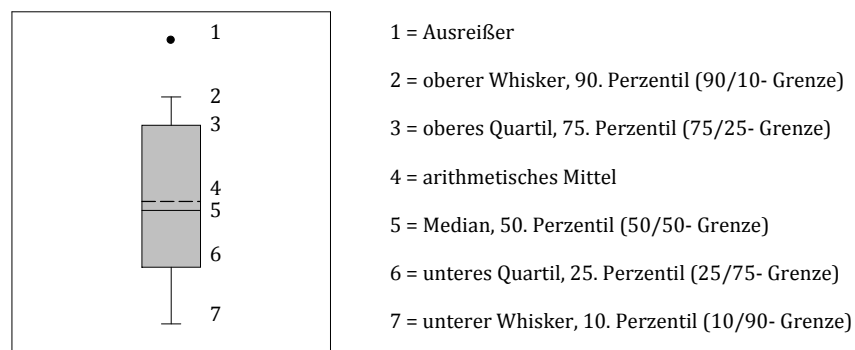 1
2
3
4
5
6
7
1 = Ausreißer
2 = oberer Whisker, 90. Perzentil (90/10- Grenze)
3 = oberes Quartil, 75. Perzentil (75/25- Grenze)
4 = arithmetisches Mittel
5 = Median, 50. Perzentil (50/50- Grenze)
6 = unteres Quartil, 25. Perzentil (25/75- Grenze)
7 = unterer Whisker, 10. Perzentil (10/90- Grenze)